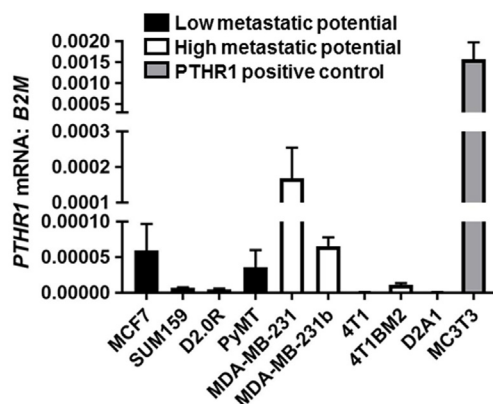 Low metastatic potential
High metastatic potential
PTHR1 positive control
PTHR1 mRNA: B2M
0.0020
0.0015
0.0010
0.0005
0.0003
0.0002
0.0001
0.00010
0.00005
0.00000
MCF7
SUM159
D2.0R
PyMT
MDA-MB-231
MDA-MB-231b
4T1
4T1BM2
D2A1
MC3T3